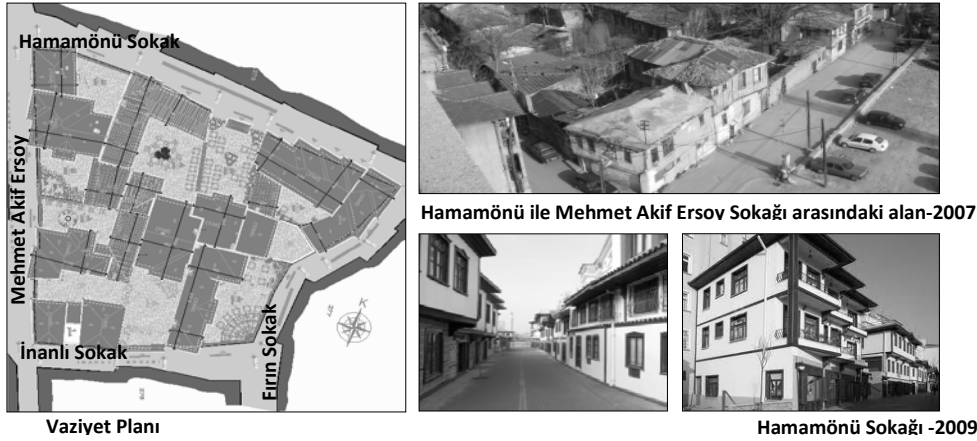 Hamamönü Sokak
Mehmet Akif Ersoy
İnanlı Sokak
Fırın Sokak
K
Vaziyet Planı
Hamamönü ile Mehmet Akif Ersoy Sokağı arasındaki alan-2007
Hamamönü Sokağı -2009